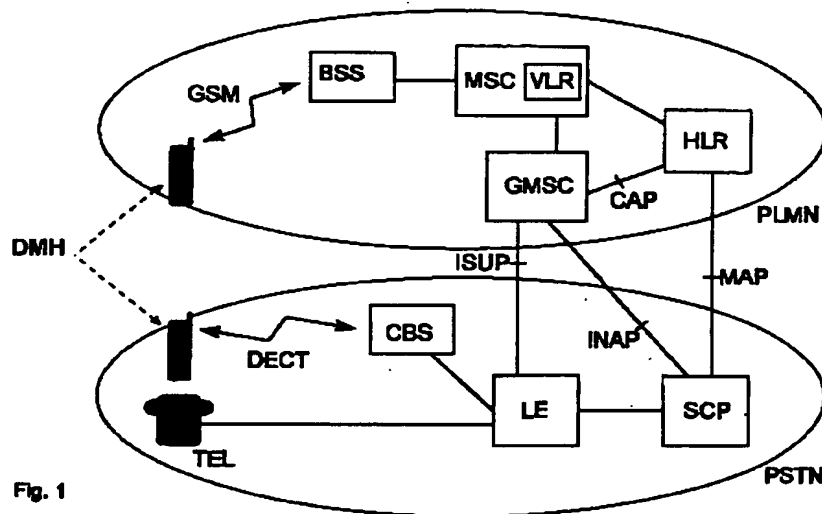 BSS
MSC VLR
GSM
HLR
GMSC
CAP
PLMN
DMH
ISUP
MAP
CBS
INAP
DECT
LE
SCP
TEL
PSTN
Fig. 1